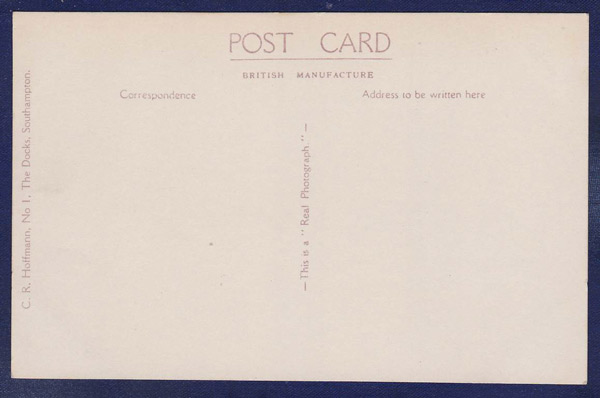 POST CARD
BRITISH MANUFACTURE
Correspondence
Address to be written here
— This is a " Real Photograph." —
C. R. Hoffmann, No 1, The Docks, Southampton.